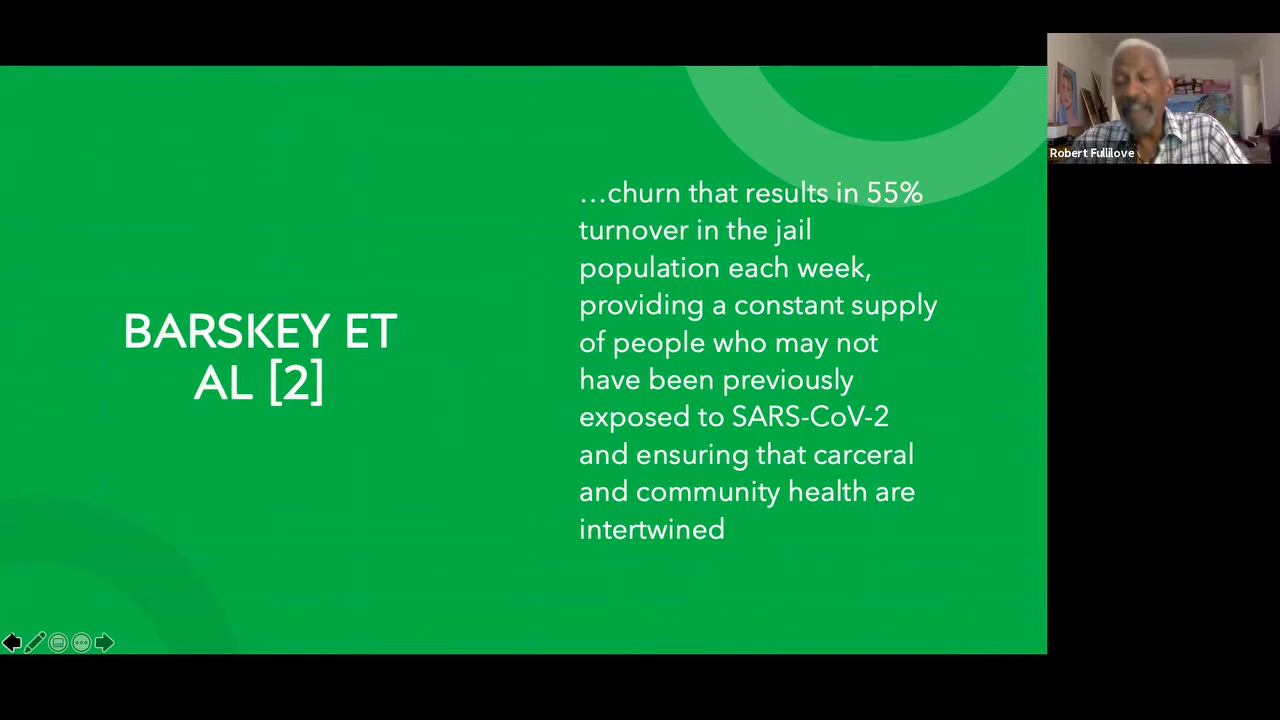 BARSKEY ET
AL [2]
…churn that results in 55%
turnover in the jail
population each week,
providing a constant supply
of people who may not
have been previously
exposed to SARS-CoV-2
and ensuring that carceral
and community health are
intertwined
Robert Fullilove